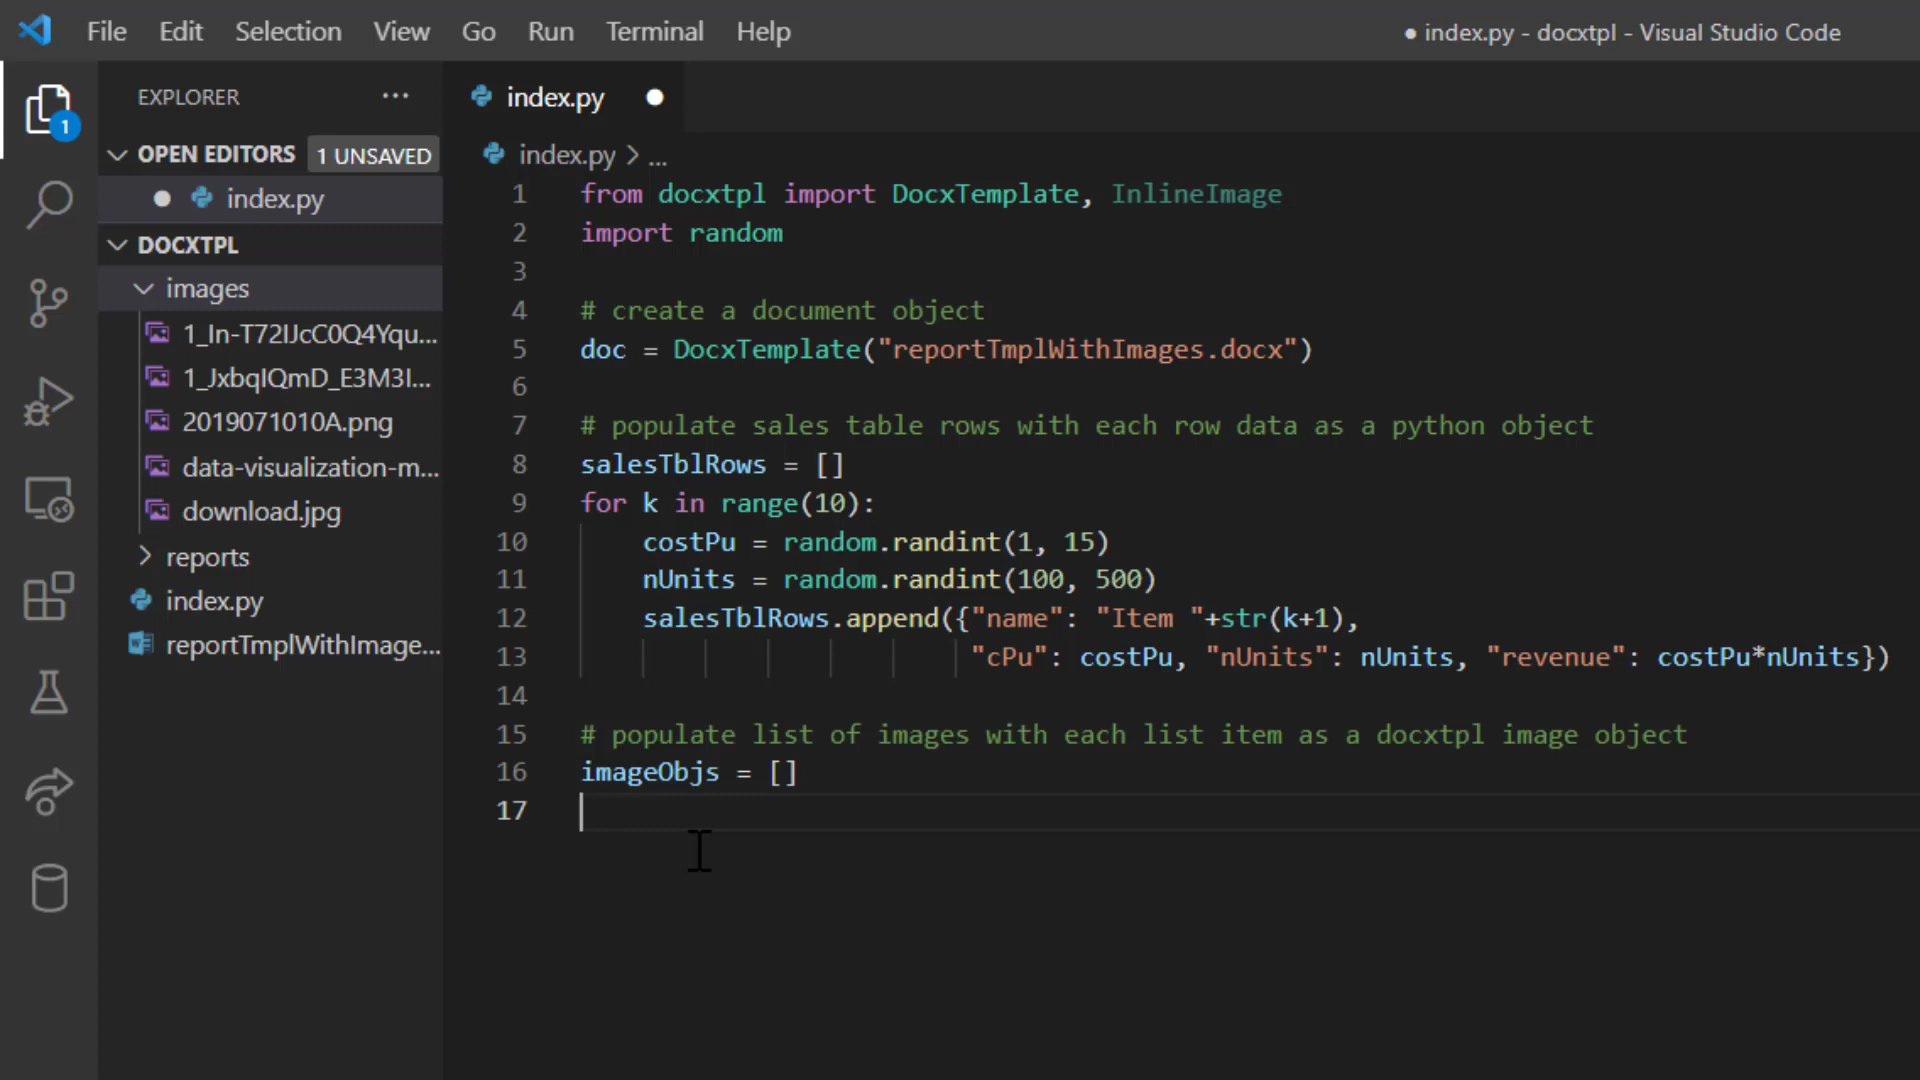 File Edit Selection View Go Run Terminal Help
● index.py - docxtpl - Visual Studio Code
EXPLORER
1
OPEN EDITORS 1 UNSAVED
index.py
DOCXTPL
images
1_In-T72IJcC0Q4Yqu...
1_JxbqIQmD_E3M3I...
2019071010A.png
data-visualization-m...
download.jpg
reports
index.py
reportTmplWithImage...
index.py
index.py > ...
1 from docxtpl import DocxTemplate, InlineImage
2 import random
3
4 # create a document object
5 doc = DocxTemplate("reportTmplWithImages.docx")
6
7 # populate sales table rows with each row data as a python object
8 salesTblRows = []
9 for k in range(10):
10 costPu = random.randint(1, 15)
11 nUnits = random.randint(100, 500)
12 salesTblRows.append({"name": "Item "+str(k+1),
13 "cPu": costPu, "nUnits": nUnits, "revenue": costPu*nUnits})
14
15 # populate list of images with each list item as a docxtpl image object
16 imageObjs = []
17